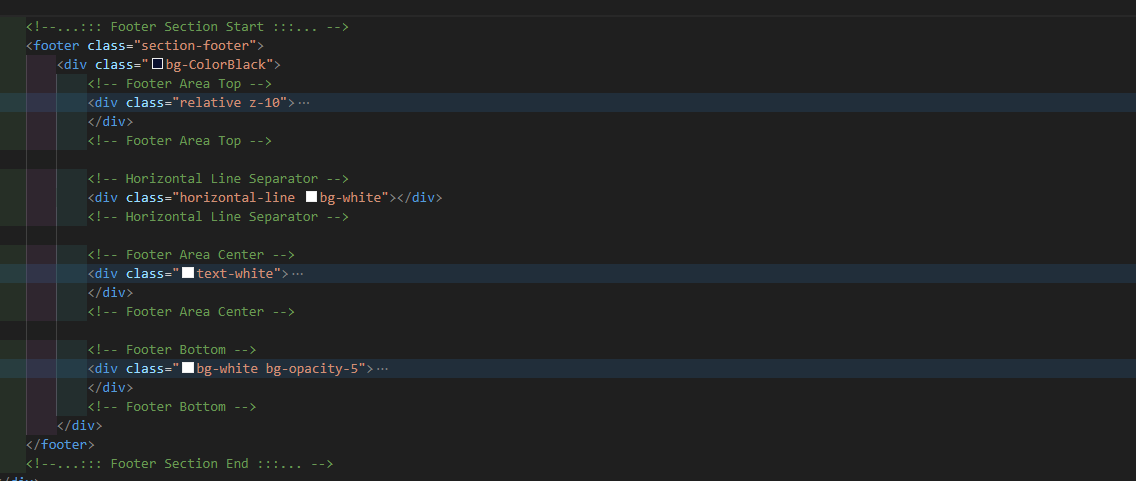 <!--...::: Footer Section Start :::... -->
<footer class="section-footer">
<div class="bg-ColorBlack">
<!-- Footer Area Top -->
<div class="relative z-10">···
</div>
<!-- Footer Area Top -->
<!-- Horizontal Line Separator -->
<div class="horizontal-line bg-white"></div>
<!-- Horizontal Line Separator -->
<!-- Footer Area Center -->
<div class="text-white">···
</div>
<!-- Footer Area Center -->
<!-- Footer Bottom -->
<div class="bg-white bg-opacity-5">···
</div>
<!-- Footer Bottom -->
</div>
</footer>
<!--...::: Footer Section End :::... -->
</div>